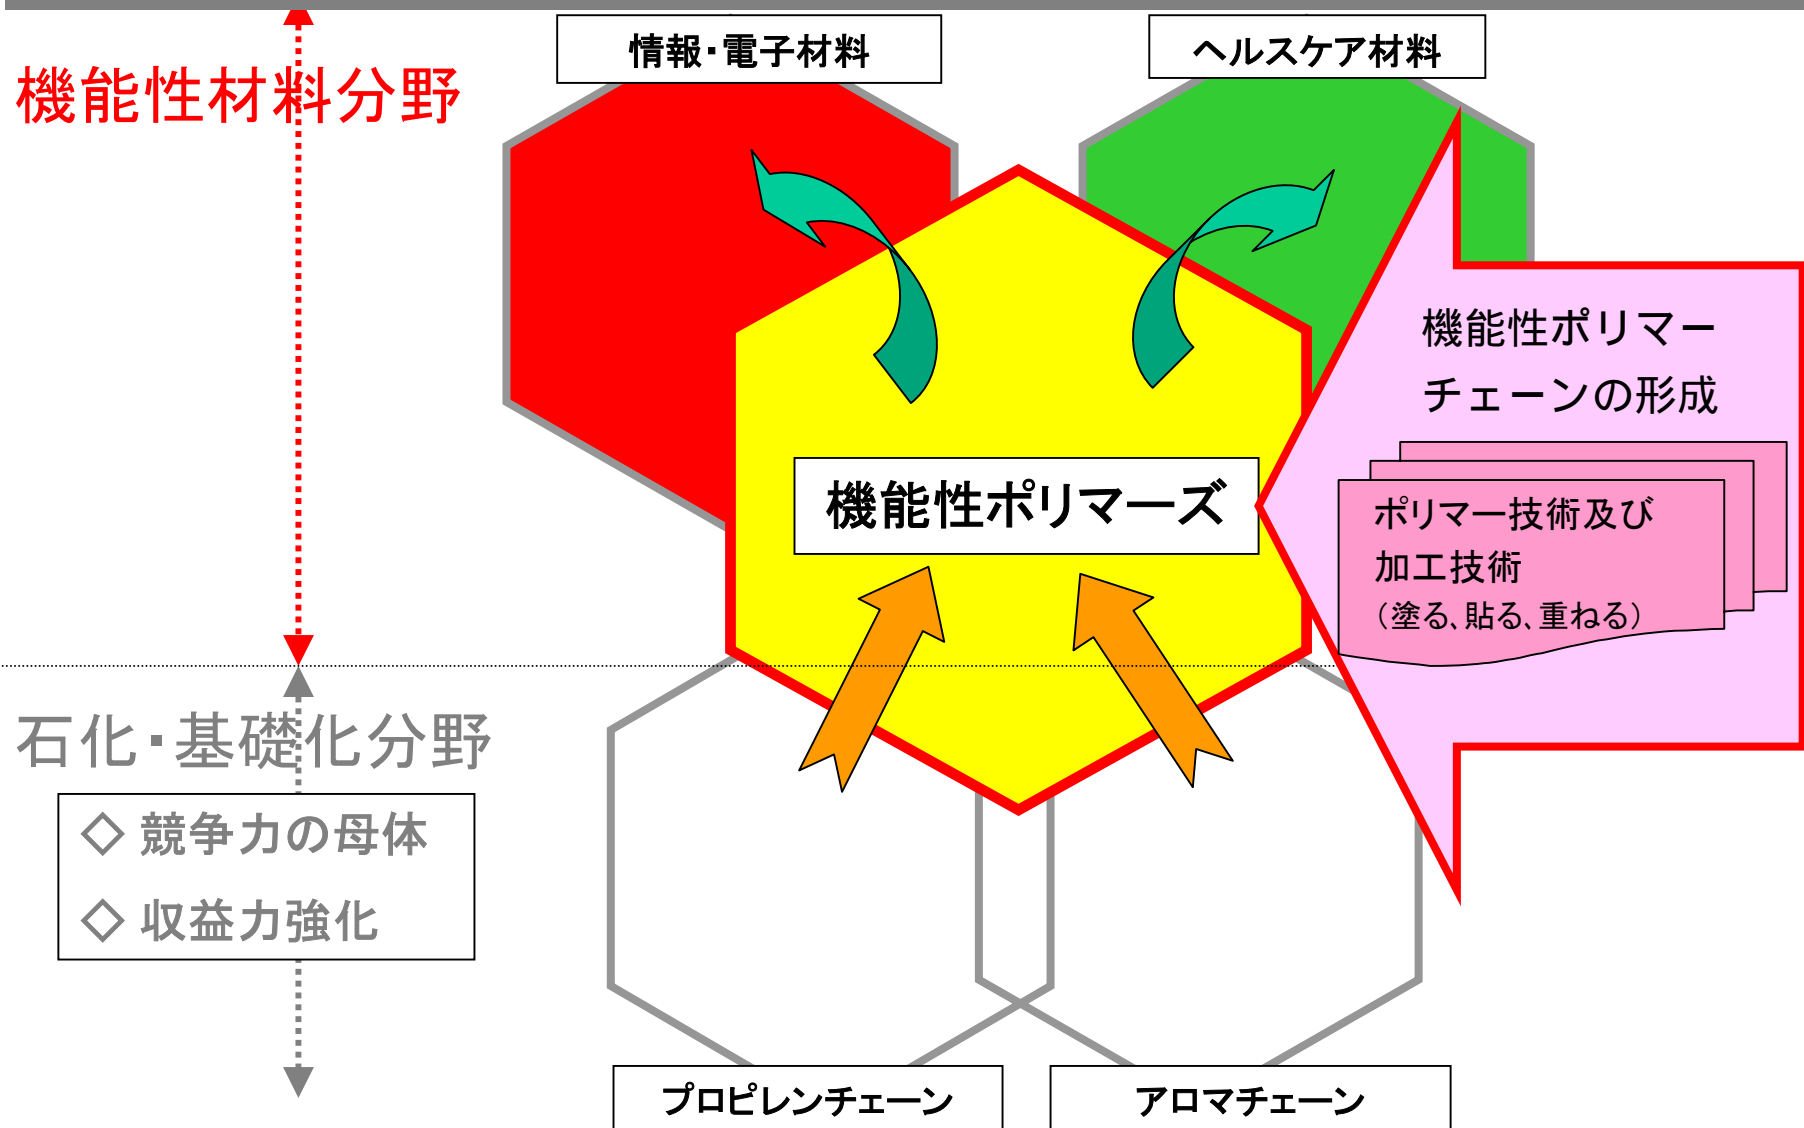 情報・電子材料
ヘルスケア材料
機能性材料分野
機能性ポリマー
チェーンの形成
機能性ポリマーズ
ポリマー技術及び
加工技術
（塗る、貼る、重ねる）
石化・基礎化分野
◇ 競争力の母体
◇ 収益力強化
プロピレンチェーン
アロマチェーン